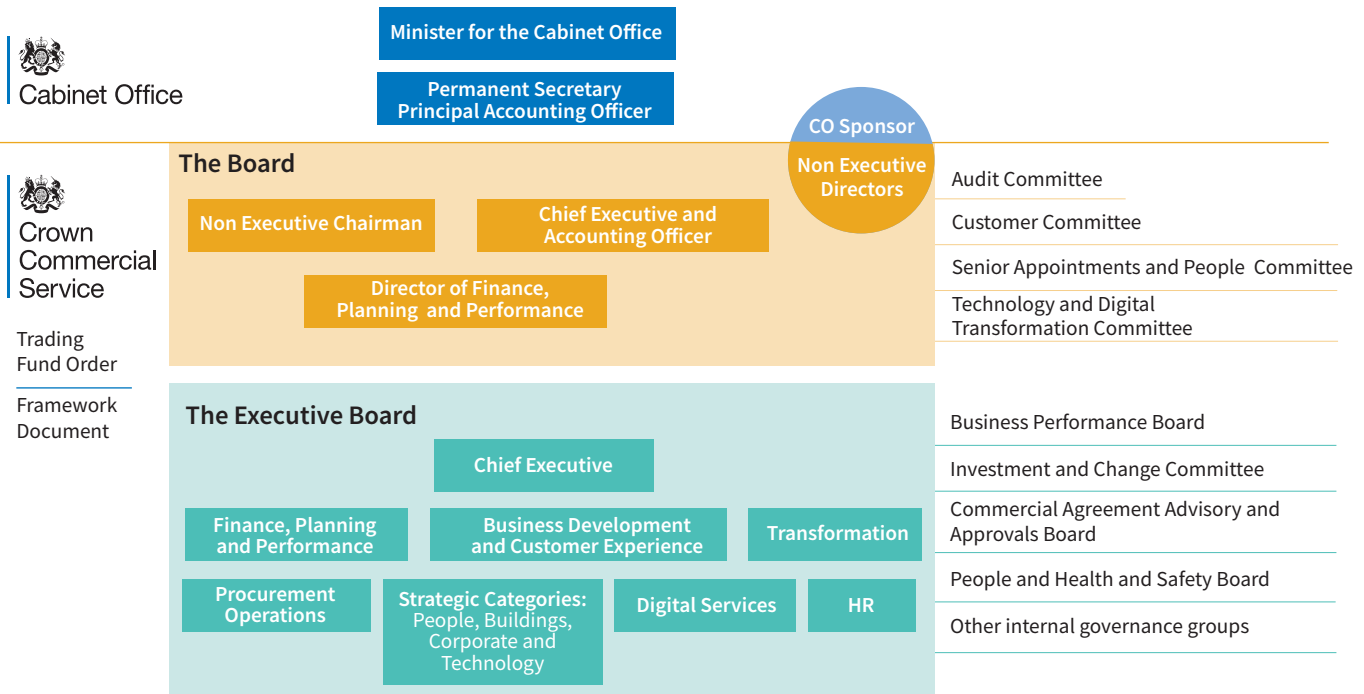 Cabinet Office
Minister for the Cabinet Office
Permanent Secretary
Principal Accounting Officer
CO Sponsor
Non Executive
Directors
Crown
Commercial
Service
Trading
Fund Order
Framework
Document
The Board
Non Executive Chairman
Chief Executive and
Accounting Officer
Director of Finance,
Planning and Performance
Audit Committee
Customer Committee
Senior Appointments and People Committee
Technology and Digital
Transformation Committee
The Executive Board
Chief Executive
Finance, Planning
and Performance
Business Development
and Customer Experience
Transformation
Procurement
Operations
Strategic Categories:
People, Buildings,
Corporate and
Technology
Digital Services
HR
Business Performance Board
Investment and Change Committee
Commercial Agreement Advisory and
Approvals Board
People and Health and Safety Board
Other internal governance groups